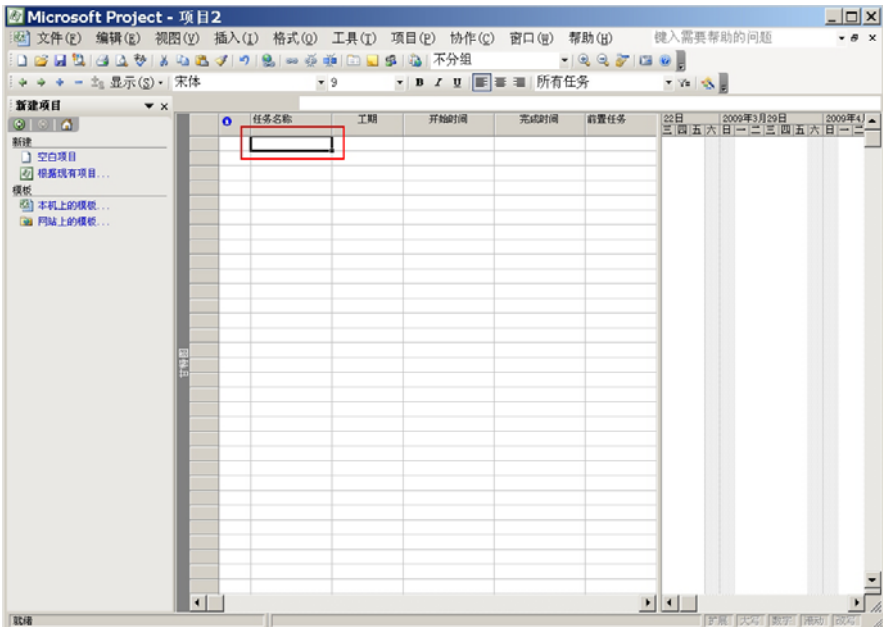 Microsoft Project - 项目2
文件(F) 编辑(E) 视图(V) 插入(I) 格式(O) 工具(T) 项目(P) 协作(C) 窗口(W) 帮助(H) 键入需要帮助的问题
不分组
显示(S) 宋体 9 B I U 所有任务
新建项目
新建
空白项目
根据现有项目...
模板
本机上的模板...
网站上的模板...
任务名称 工期 开始时间 完成时间 前置任务
22日 2009年3月29日 2009年4
三 四 五 六 日 一 二 三 四 五 六 日 一 二
甘特图
就绪
扩展 大写 数字 滚动 改写